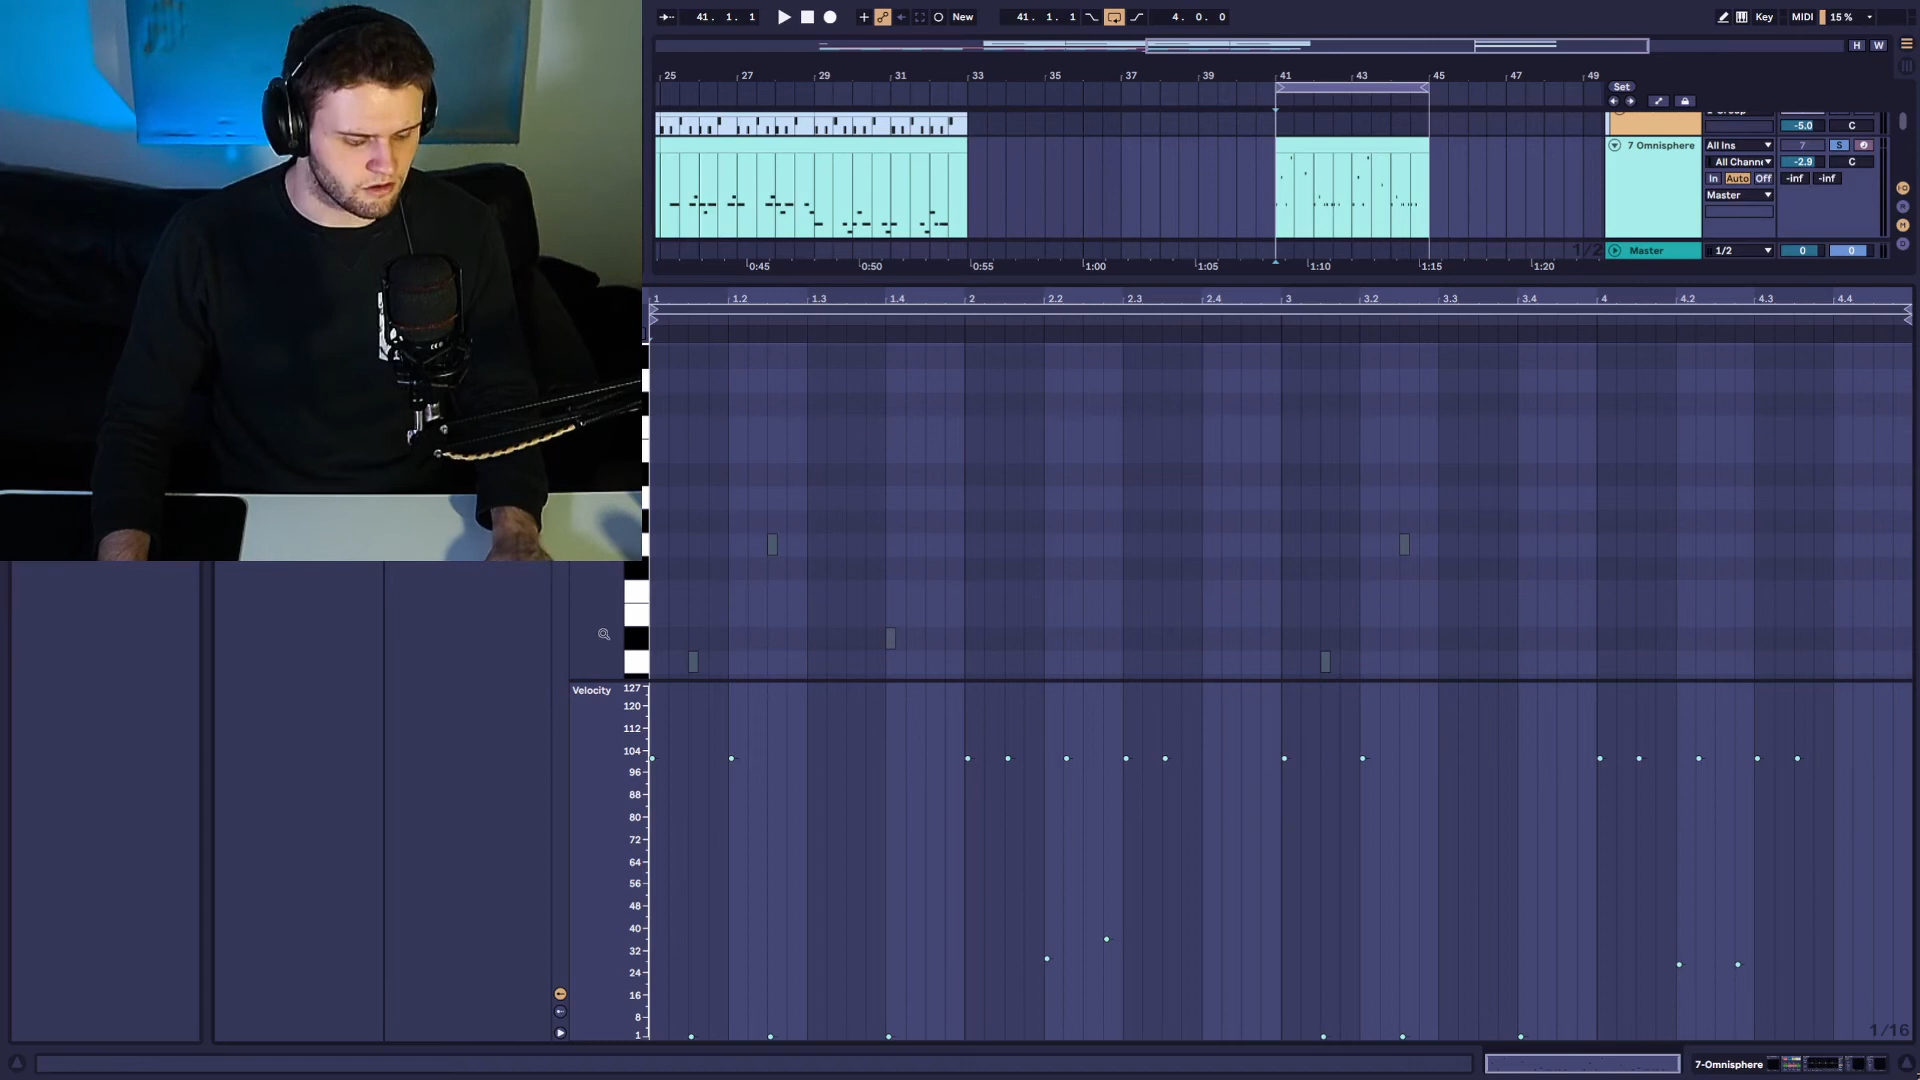 41. 1. 1
New
41. 1. 1
4. 0. 0
Key
MIDI
15 %
H
W
25
27
29
31
33
35
37
39
41
43
45
47
49
Set
-5.0
C
7 Omnisphere
All Ins
7
S
All Channe
-2.9
C
In
Auto
Off
-inf
-inf
Master
1/2
Master
1/2
0
0
0:45
0:50
0:55
1:00
1:05
1:10
1:15
1:20
1
1.2
1.3
1.4
2
2.2
2.3
2.4
3
3.2
3.3
3.4
4
4.2
4.3
4.4
Velocity
127
120
112
104
96
88
80
72
64
56
48
40
32
24
16
8
1
1/16
7-Omnisphere